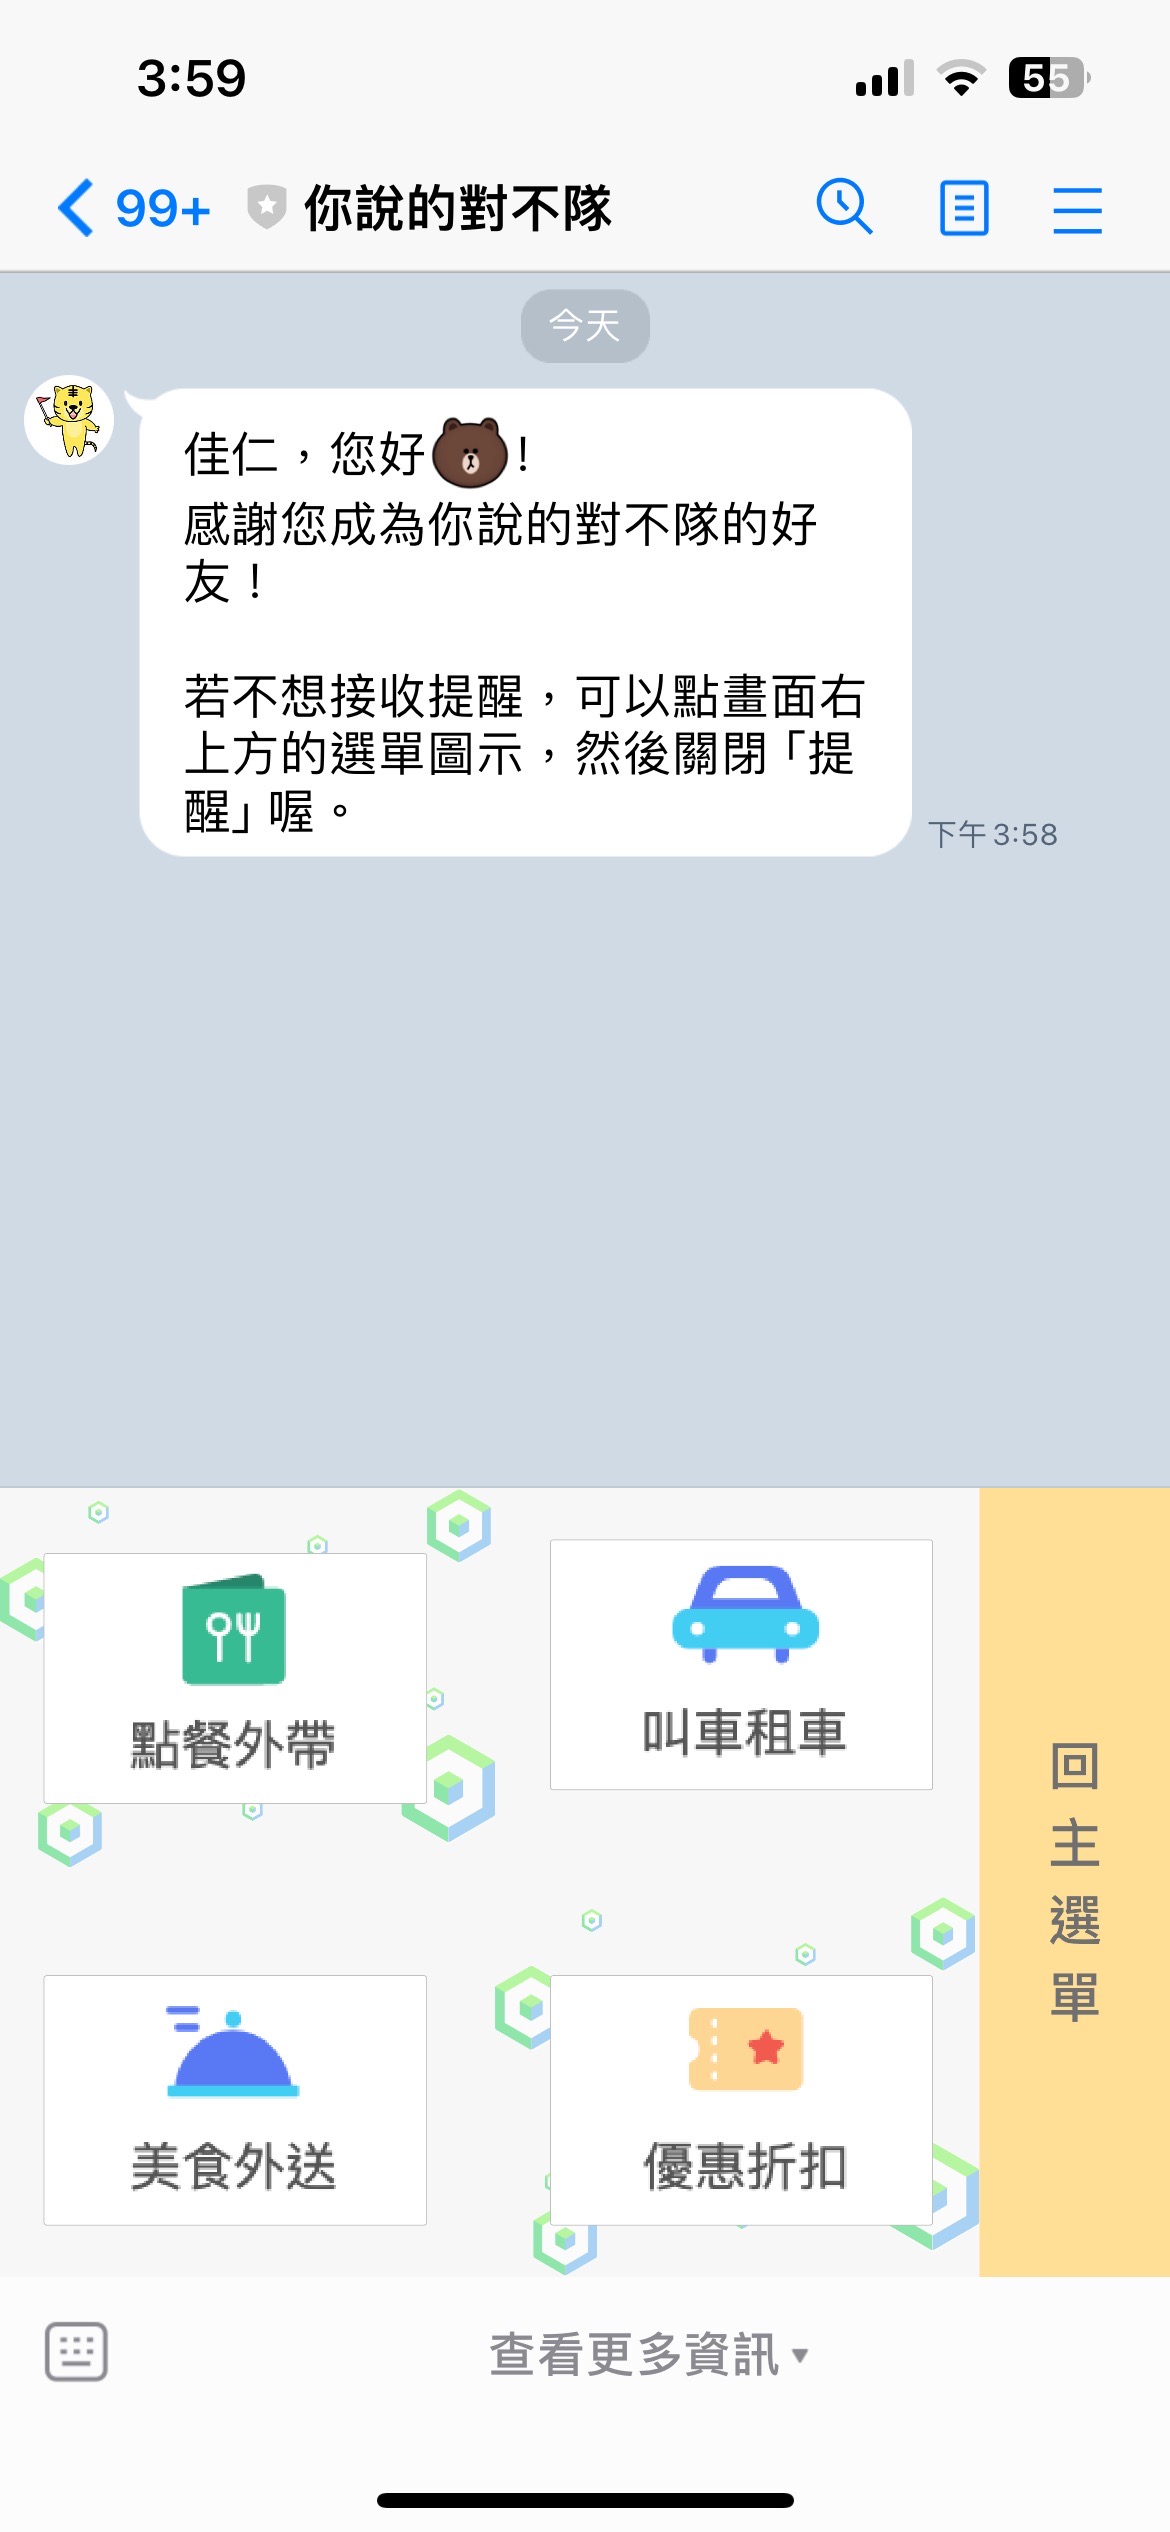 3:59
55
99+
你說的對不隊
今天
佳仁，您好！
感謝您成為你說的對不隊的好
友！
若不想接收提醒，可以點畫面右
上方的選單圖示，然後關閉「提
醒」喔。
下午3:58
點餐外帶
叫車租車
美食外送
優惠折扣
回主選單
查看更多資訊